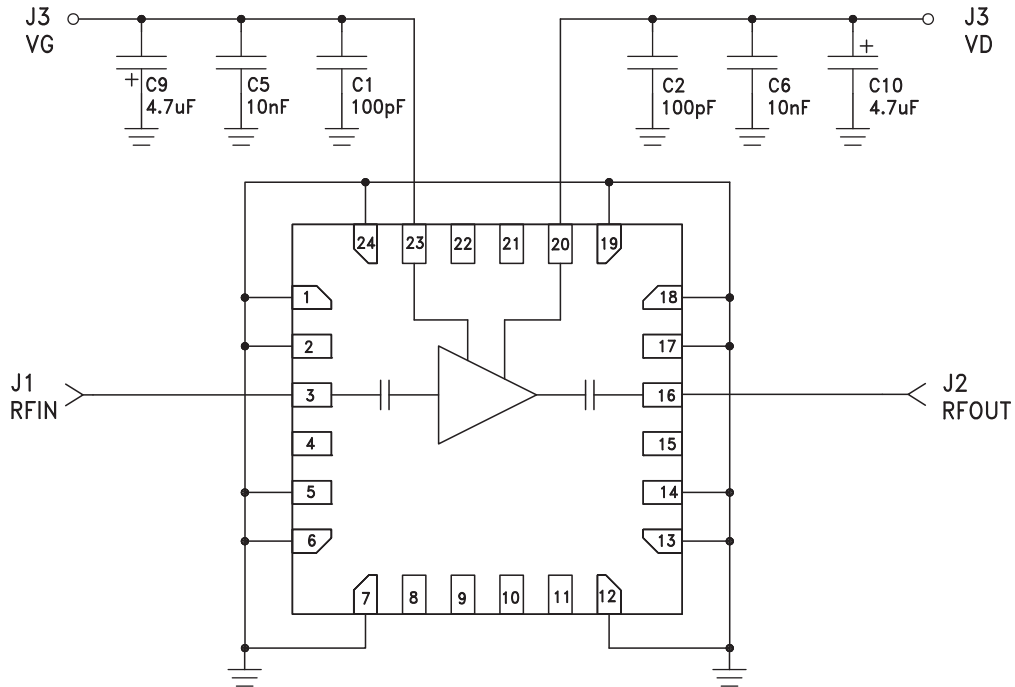 J3
VG
J3
VD
+
C9
4.7uF
C5
10nF
C1
100pF
C2
100pF
C6
10nF
+
C10
4.7uF
24
23
22
21
20
19
1
18
2
17
J1
RFIN
3
16
J2
RFOUT
4
15
5
14
6
13
7
8
9
10
11
12